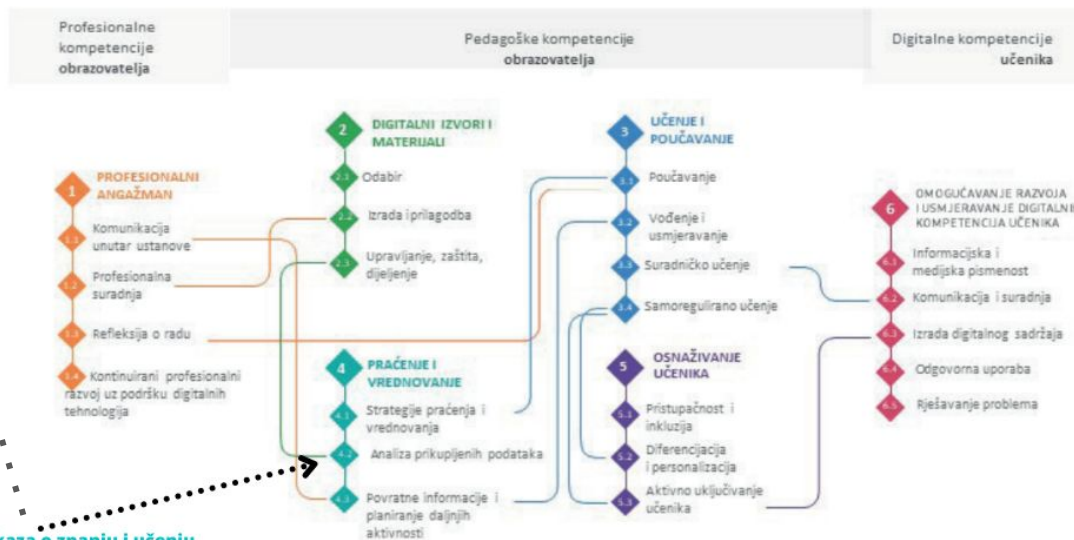 Profesionalne
kompetencije
obrazovatelja
Pedagoške kompetencije
obrazovatelja
Digitalne kompetencije
učenika
1
PROFESIONALNI
ANGAŽMAN
1.1
Komunikacija
unutar ustanove
1.2
Profesionalna
suradnja
1.3
Refleksija o radu
1.4
Kontinuirani profesionalni
razvoj uz podršku digitalnih
tehnologija
2
DIGITALNI IZVORI I
MATERIJALI
2.1
Odabir
2.2
Izrada i prilagodba
2.3
Upravljanje, zaštita,
dijeljenje
3
UČENJE I
POUČAVANJE
3.1
Poučavanje
3.2
Vođenje i
usmjeravanje
3.3
Suradničko učenje
3.4
Samoregulirano učenje
4
PRAĆENJE I
VREDNOVANJE
4.1
Strategije praćenja i
vrednovanja
4.2
Analiza prikupljenih podataka
4.3
Povratne informacije i
planiranje daljnjih
aktivnosti
5
OSNAŽIVANJE
UČENIKA
5.1
Pristupačnost i
inkluzija
5.2
Diferencijacija
i personalizacija
5.3
Aktivno uključivanje
učenika
6
OMOGUĆAVANJE RAZVOJA
I USMJERAVANJE DIGITALNIH
KOMPETENCIJA UČENIKA
6.1
Informacijska i
medijska pismenost
6.2
Komunikacija i suradnja
6.3
Izrada digitalnog sadržaja
6.4
Odgovorna uporaba
6.5
Rješavanje problema